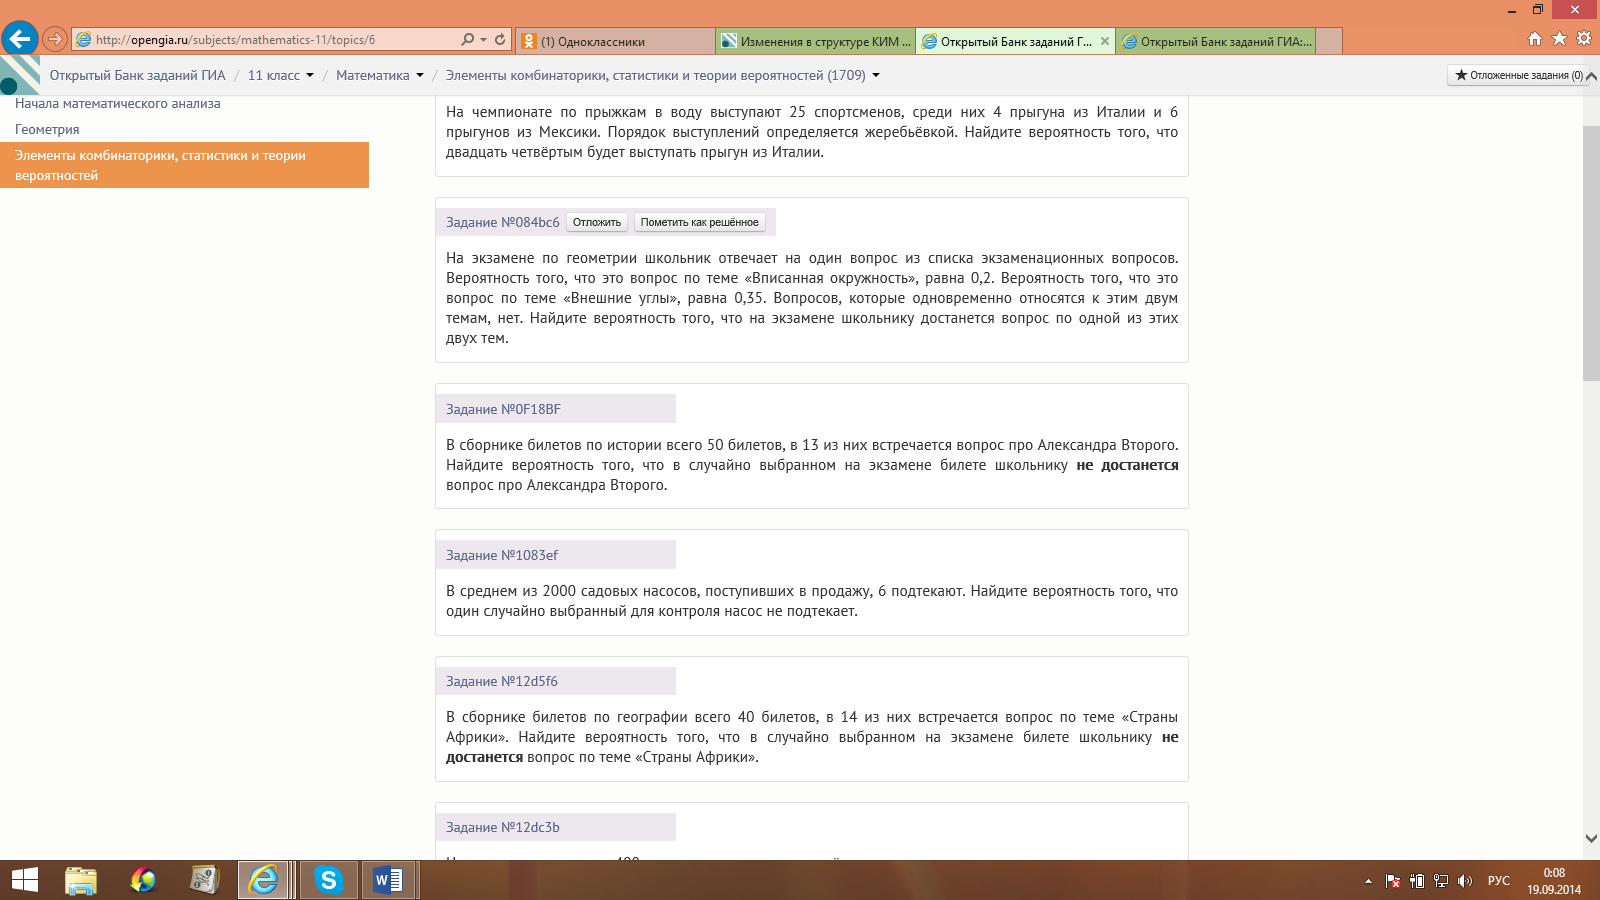 http://opengia.ru/subjects/mathematics-11/topics/6
(1) Одноклассники
Изменения в структуре КИМ ...
Открытый Банк заданий Г...
Открытый Банк заданий ГИА:...
Открытый Банк заданий ГИА / 11 класс / Математика / Элементы комбинаторики, статистики и теории вероятностей (1709)
Отложенные задания (0)
Начала математического анализа
Геометрия
Элементы комбинаторики, статистики и теории
вероятностей
На чемпионате по прыжкам в воду выступают 25 спортсменов, среди них 4 прыгуна из Италии и 6
прыгунов из Мексики. Порядок выступлений определяется жеребьёвкой. Найдите вероятность того, что
двадцать четвёртым будет выступать прыгун из Италии.
Задание №084bc6 Отложить Пометить как решённое
На экзамене по геометрии школьник отвечает на один вопрос из списка экзаменационных вопросов.
Вероятность того, что это вопрос по теме «Вписанная окружность», равна 0,2. Вероятность того, что это
вопрос по теме «Внешние углы», равна 0,35. Вопросов, которые одновременно относятся к этим двум
темам, нет. Найдите вероятность того, что на экзамене школьнику достанется вопрос по одной из этих
двух тем.
Задание №0F18BF
В сборнике билетов по истории всего 50 билетов, в 13 из них встречается вопрос про Александра Второго.
Найдите вероятность того, что в случайно выбранном на экзамене билете школьнику не достанется
вопрос про Александра Второго.
Задание №1083ef
В среднем из 2000 садовых насосов, поступивших в продажу, 6 подтекают. Найдите вероятность того, что
один случайно выбранный для контроля насос не подтекает.
Задание №12d5f6
В сборнике билетов по географии всего 40 билетов, в 14 из них встречается вопрос по теме «Страны
Африки». Найдите вероятность того, что в случайно выбранном на экзамене билете школьнику не
достанется вопрос по теме «Страны Африки».
Задание №12dc3b
РУС
0:08
19.09.2014